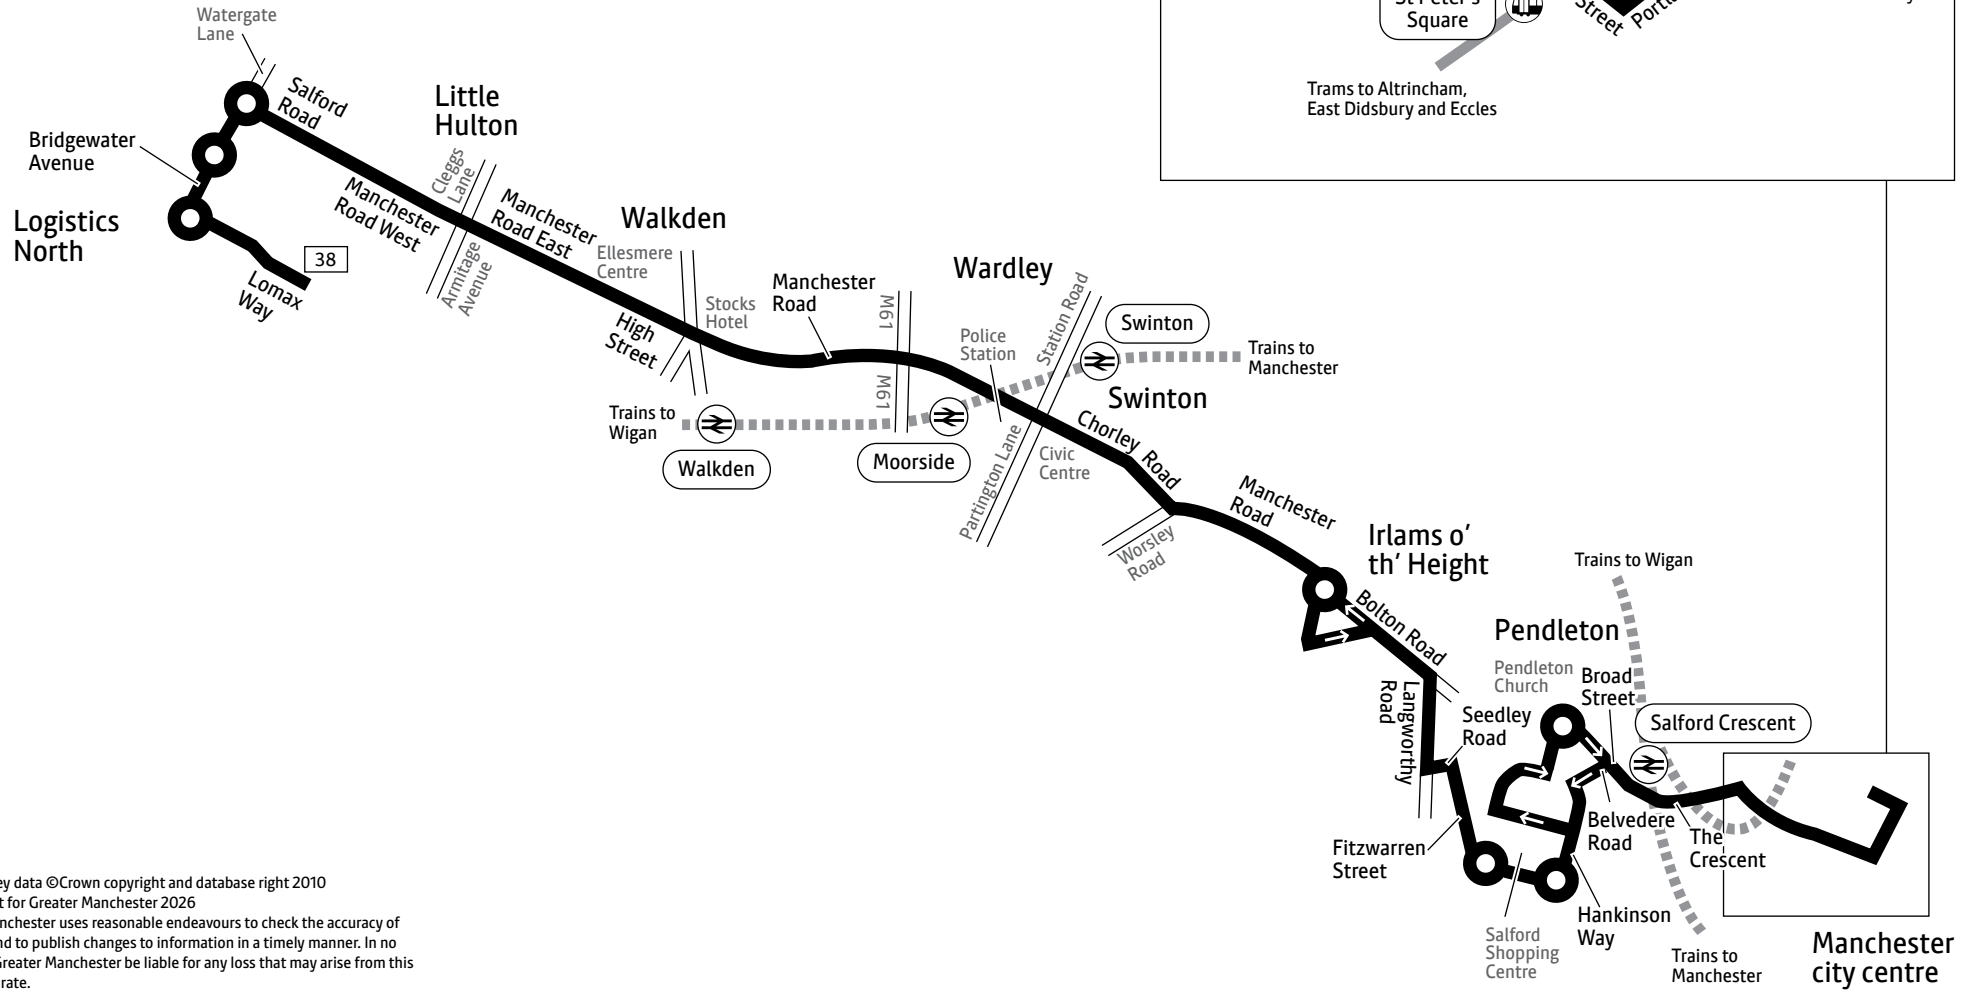 Watergate
Lane
Salford
Road
Little
Hulton
Bridgewater
Avenue
Cleggs
Lane
Manchester
Road West
Manchester
Road East
Logistics
North
38
Lomax
Way
Armitage
Avenue
Walkden
Ellesmere
Centre
High
Street
Stocks
Hotel
Manchester
Road
M61
M61
Wardley
Police
Station
Station Road
Swinton
Trains to
Manchester
Swinton
Trains to
Wigan
Walkden
Moorside
Partington Lane
Civic
Centre
Chorley Road
Worsley
Road
Manchester
Road
Irlams o’
th’ Height
Bolton Road
Langworthy
Road
Seedley
Road
Fitzwarren
Street
Pendleton
Pendleton
Church
Broad
Street
Trains to Wigan
Salford Crescent
Belvedere
Road
The
Crescent
Hankinson
Way
Salford
Shopping
Centre
Trains to
Manchester
Manchester
city centre
Square
Street
Trams to Altrincham,
East Didsbury and Eccles
data ©Crown copyright and database right 2010
for Greater Manchester 2026
uses reasonable endeavours to check the accuracy of
to publish changes to information in a timely manner. In no
Greater Manchester be liable for any loss that may arise from this